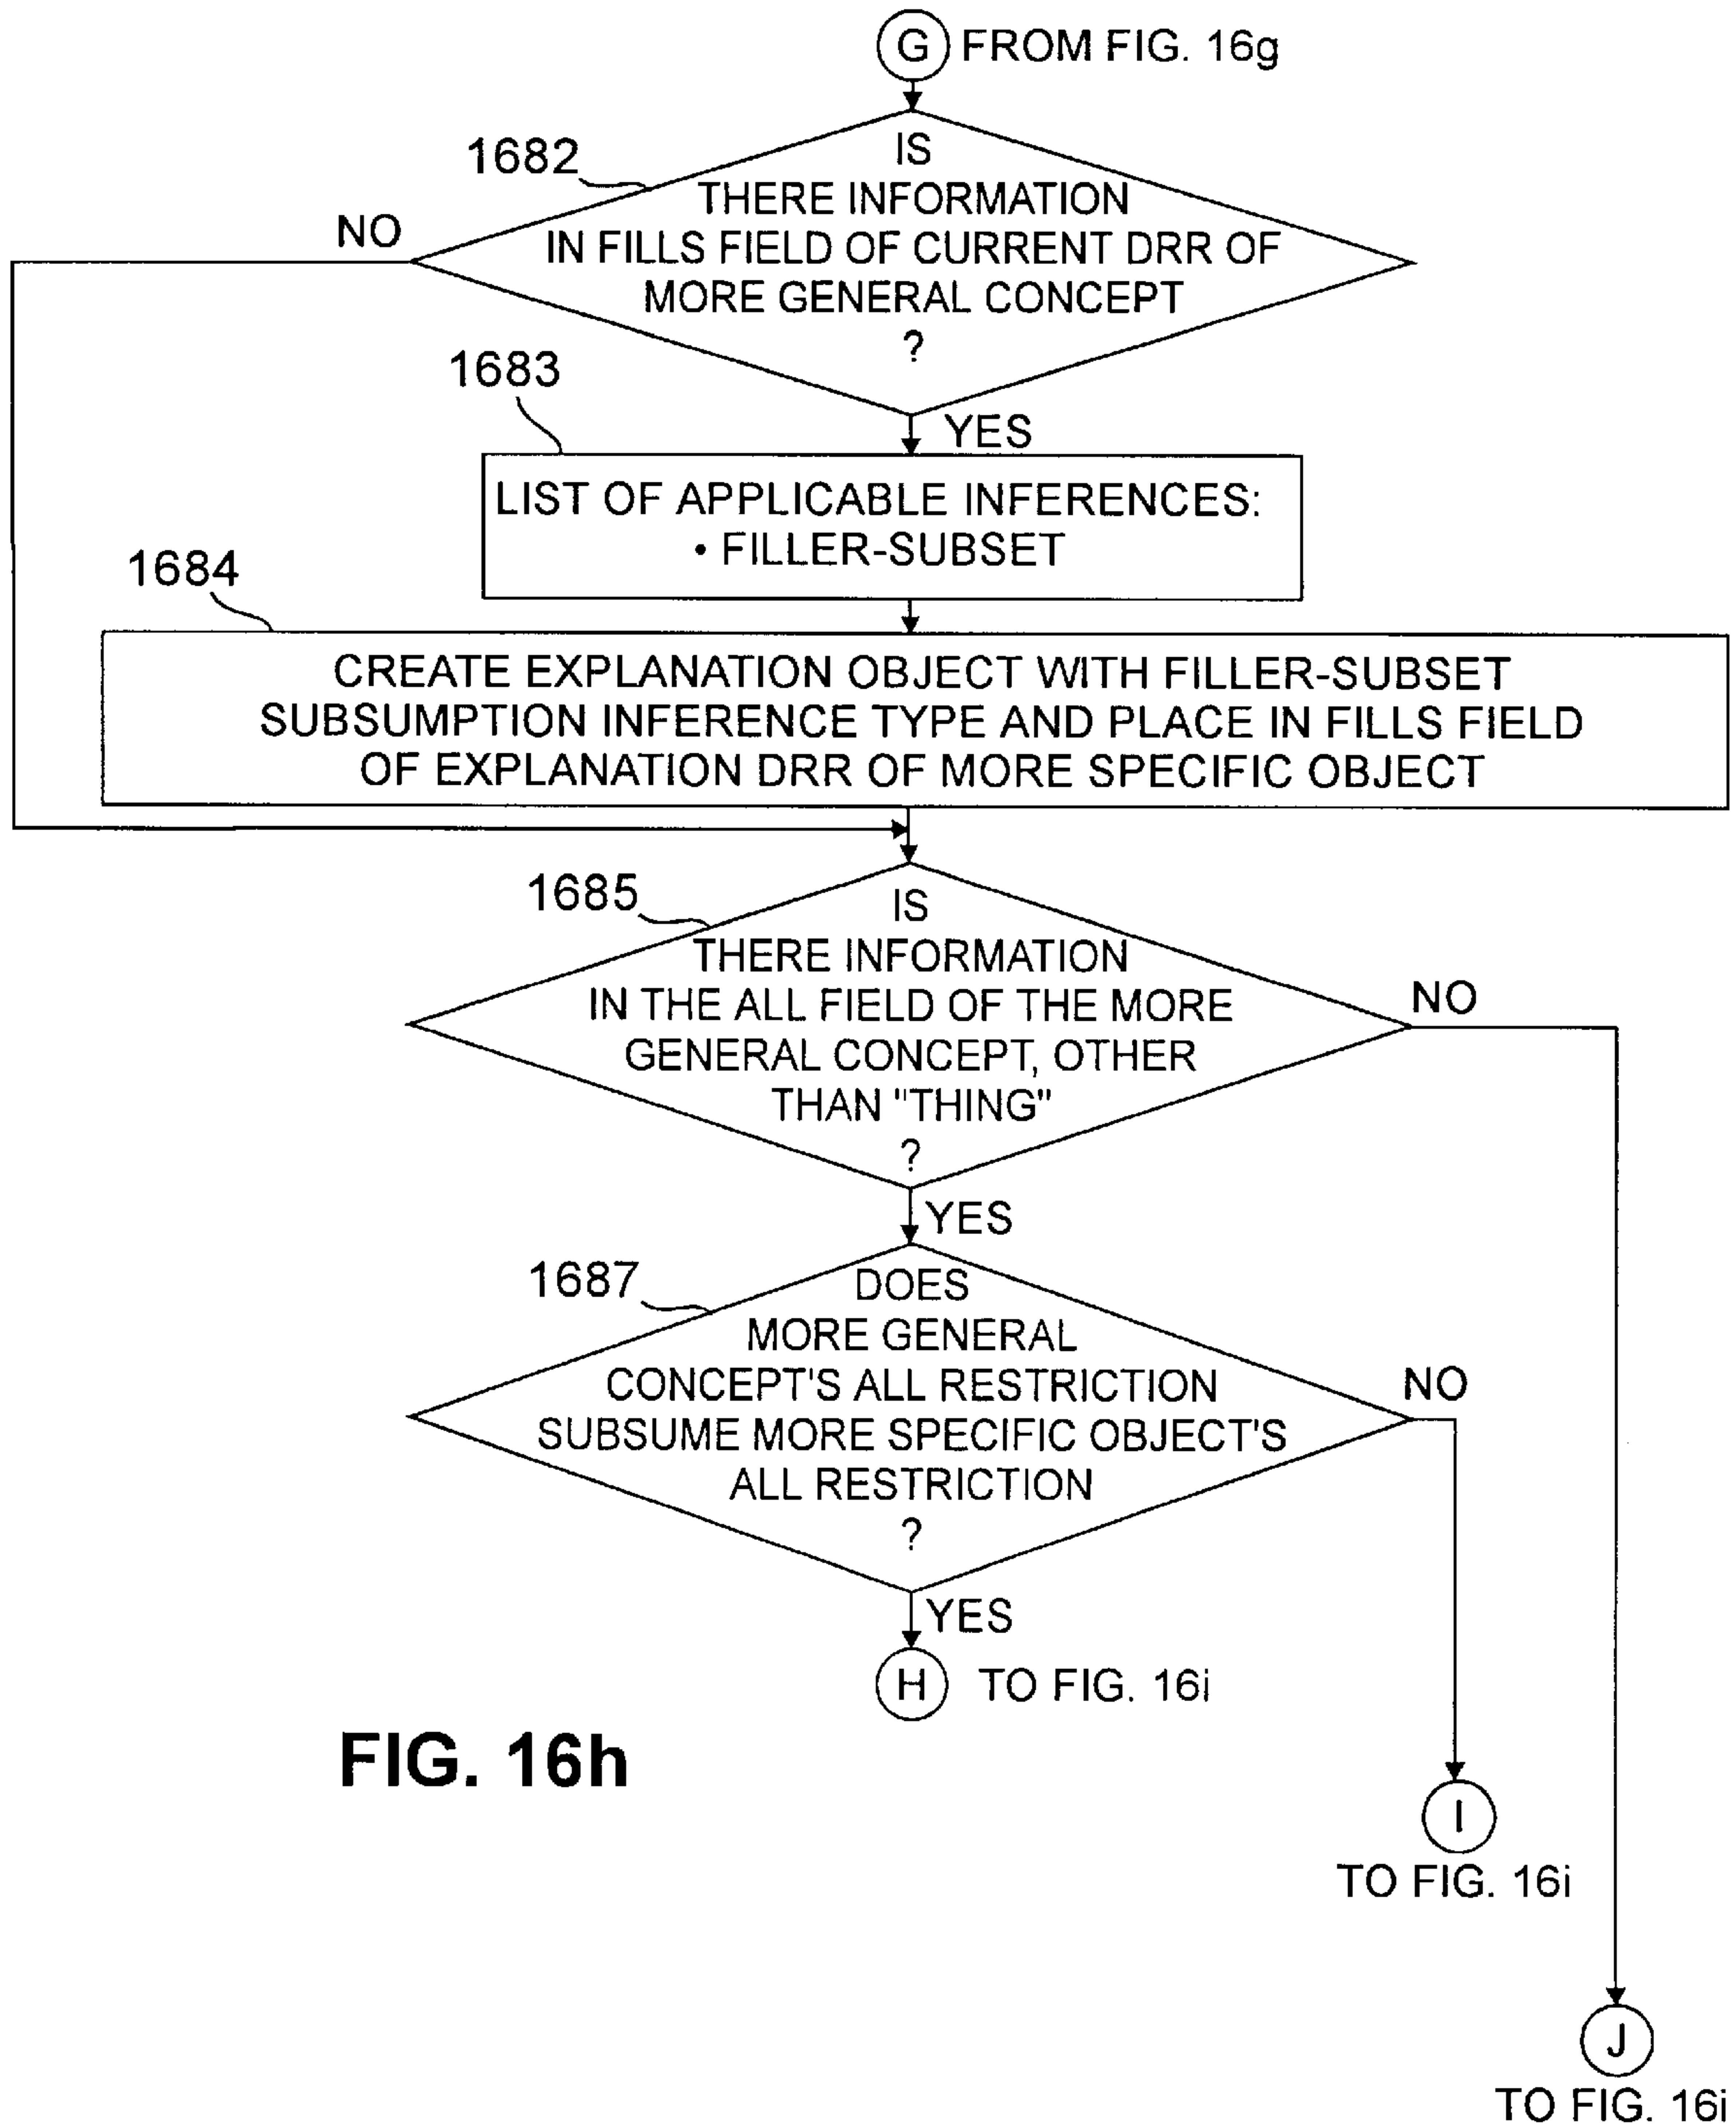 G FROM FIG. 16g
1682
IS
THERE INFORMATION
IN FILLS FIELD OF CURRENT DRR OF
MORE GENERAL CONCEPT
?
NO
YES
1683
LIST OF APPLICABLE INFERENCES:
• FILLER-SUBSET
1684
CREATE EXPLANATION OBJECT WITH FILLER-SUBSET
SUBSUMPTION INFERENCE TYPE AND PLACE IN FILLS FIELD
OF EXPLANATION DRR OF MORE SPECIFIC OBJECT
1685
IS
THERE INFORMATION
IN THE ALL FIELD OF THE MORE
GENERAL CONCEPT, OTHER
THAN "THING"
?
NO
YES
1687
DOES
MORE GENERAL
CONCEPT'S ALL RESTRICTION
SUBSUME MORE SPECIFIC OBJECT'S
ALL RESTRICTION
?
NO
YES
H TO FIG. 16i
FIG. 16h
I
TO FIG. 16i
J
TO FIG. 16i